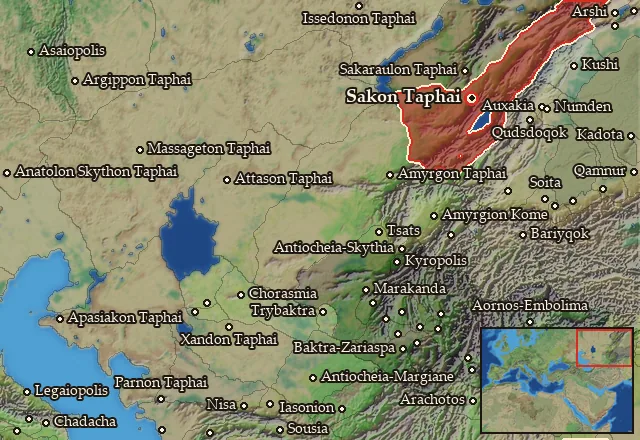 Issedonon Taphai
Arshi
Asaiopolis
Kushi
Sakaraulon Taphai
Argippon Taphai
Sakon Taphai
Auxakia
Numden
Qudsdoqok
Kadota
Massageton Taphai
Anatolon Skython Taphai
Attason Taphai
Amyrgon Taphai
Qamnur
Soita
Amyrgion Kome
Tsats
Bariyqok
Antiocheia-Skythia
Kyropolis
Marakanda
Chorasmia
Aornos-Embolima
Trybaktra
Apasiakon Taphai
Xandon Taphai
Baktra-Zariaspa
Antiocheia-Margiane
Parnon Taphai
Legaiopolis
Arachotos
Nisa
Iasonion
Chadacha
Sousia